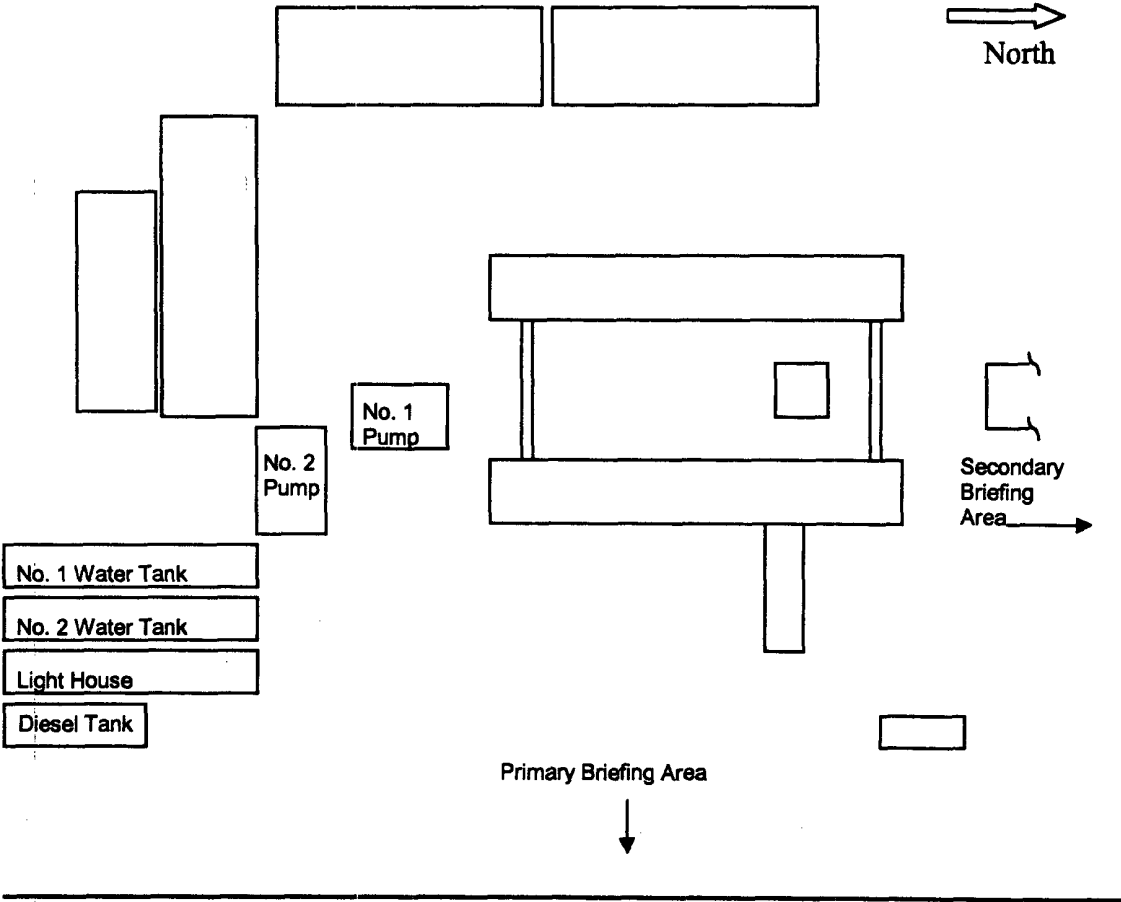 North
No. 1
Pump
No. 2
Pump
Secondary
Briefing
Area
No. 1 Water Tank
No. 2 Water Tank
Light House
Diesel Tank
Primary Briefing Area